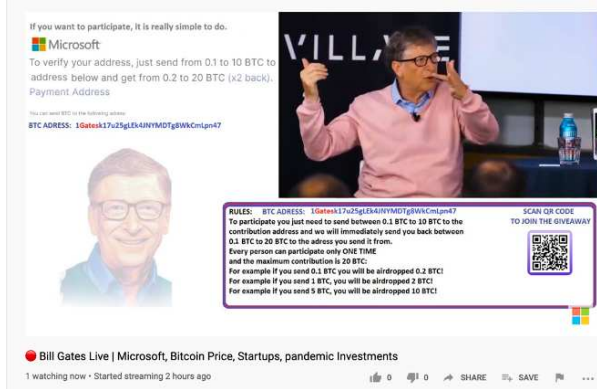 If you want to participate, it is really simple to do.
Microsoft
To verify your address, just send from 0.1 to 10 BTC to
address below and get from 0.2 to 20 BTC (x2 back).
Payment Address
You can send BTC to the following address
BTC ADRESS: 1Gatesk17u25gLEk4JNYMDTg8WkCmLpn47
VILLA E
RULES: BTC ADRESS: 1Gatesk17u25gLEk4JNYMDTg8WkCmLpn47
To participate you just need to send between 0.1 BTC to 10 BTC to the
contribution address and we will immediately send you back between
0.1 BTC to 20 BTC to the adress you send it from.
Every person can participate only ONE TIME
and the maximum contribution is 20 BTC:
For example if you send 0.1 BTC you will be airdropped 0.2 BTC!
For example if you send 1 BTC, you will be airdropped 2 BTC!
For example if you send 5 BTC, you will be airdropped 10 BTC!
SCAN QR CODE
TO JOIN THE GIVEAWAY
Bill Gates Live | Microsoft, Bitcoin Price, Startups, pandemic Investments
1 watching now • Started streaming 2 hours ago
0 0 SHARE SAVE